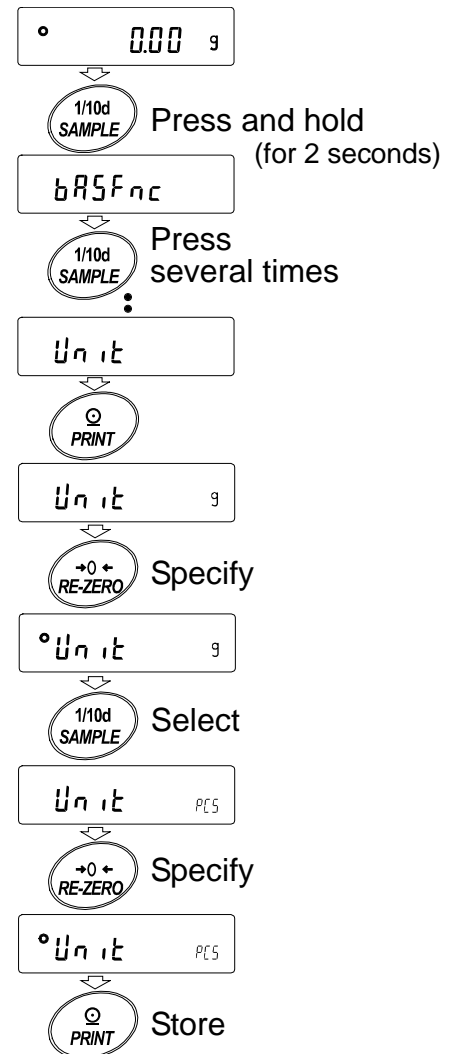 0.00 g
1/10d
SAMPLE
Press and hold
(for 2 seconds)
bASFnc
1/10d
SAMPLE
Press
several times
Unit
PRINT
Unit g
→0←
RE-ZERO
Specify
Unit g
1/10d
SAMPLE
Select
Unit PCS
→0←
RE-ZERO
Specify
Unit PCS
PRINT
Store